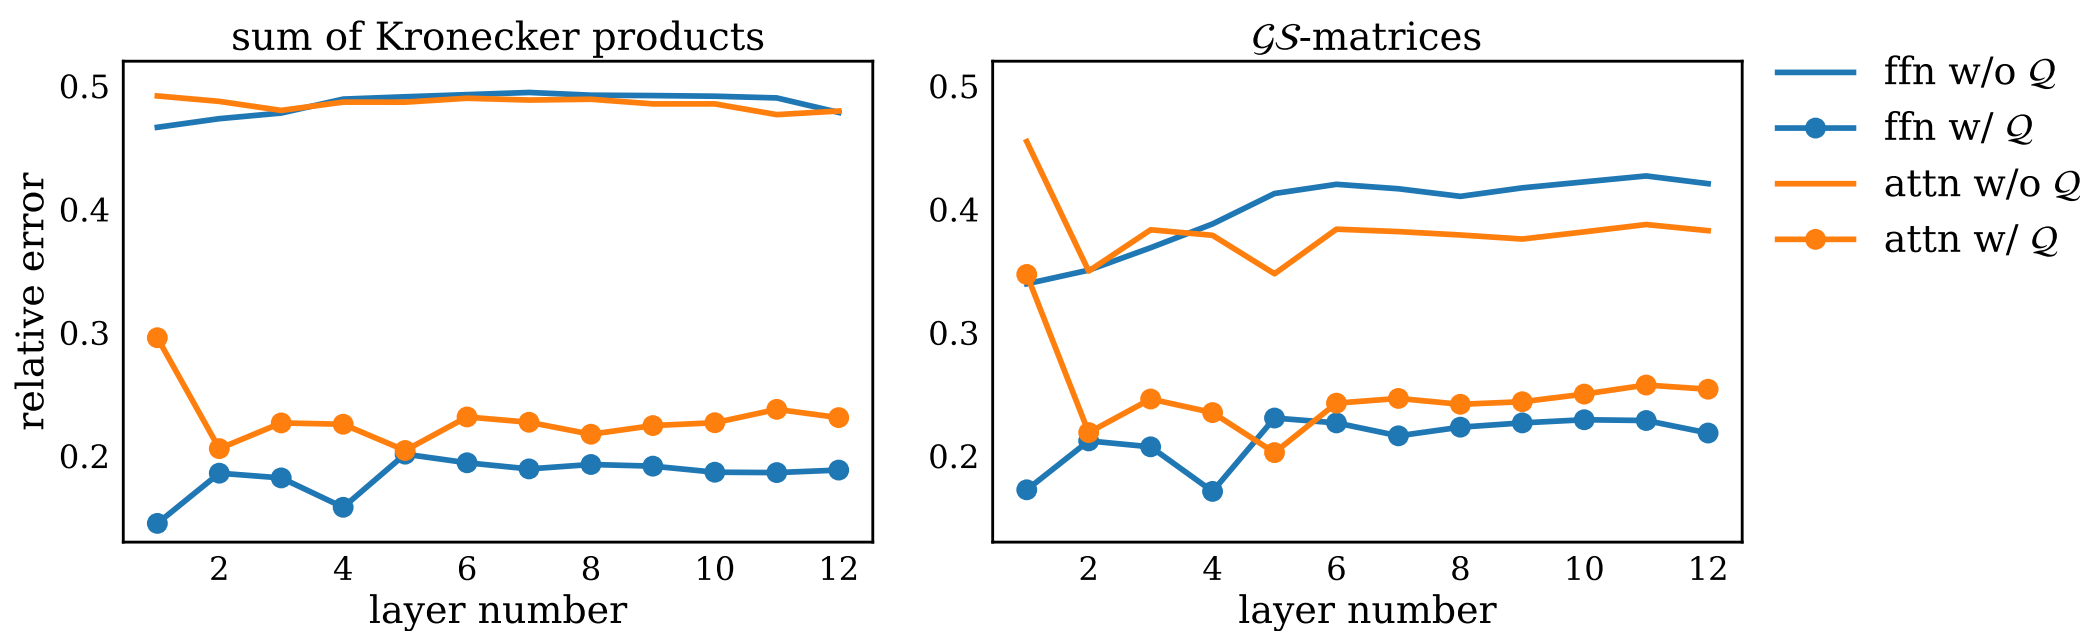 sum of Kronecker products
relative error
0.5
0.4
0.3
0.2
2 4 6 8 10 12
layer number
𝒢𝒮-matrices
0.5
0.4
0.3
0.2
2 4 6 8 10 12
layer number
ffn w/o 𝒬
ffn w/ 𝒬
attn w/o 𝒬
attn w/ 𝒬